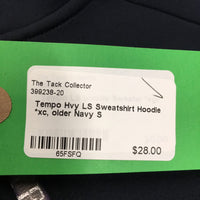 The Tack Collector
399238-20
Tempo Hvy LS Sweatshirt Hoodie
*xc, older Navy S
65FSFQ
$28.00